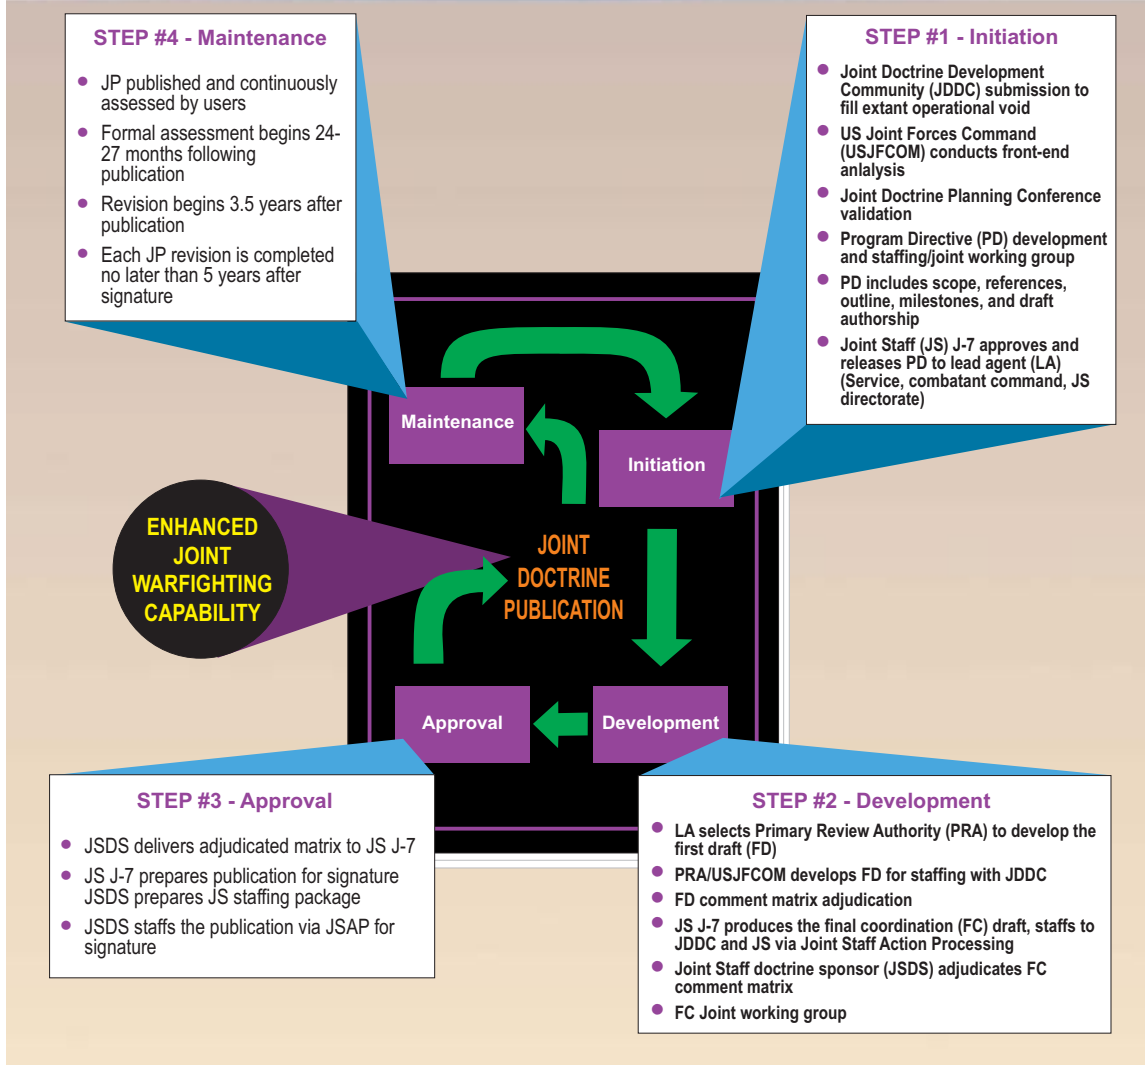 STEP #4 - Maintenance
JP published and continuously
assessed by users
Formal assessment begins 24-
27 months following
publication
Revision begins 3.5 years after
publication
Each JP revision is completed
no later than 5 years after
signature
STEP #1 - Initiation
Joint Doctrine Development
Community (JDDC) submission to
fill extant operational void
US Joint Forces Command
(USJFCOM) conducts front-end
anlalysis
Joint Doctrine Planning Conference
validation
Program Directive (PD) development
and staffing/joint working group
PD includes scope, references,
outline, milestones, and draft
authorship
Joint Staff (JS) J-7 approves and
releases PD to lead agent (LA)
(Service, combatant command, JS
directorate)
Maintenance
Initiation
ENHANCED
JOINT
WARFIGHTING
CAPABILITY
JOINT
DOCTRINE
PUBLICATION
Approval
Development
STEP #3 - Approval
JSDS delivers adjudicated matrix to JS J-7
JS J-7 prepares publication for signature
JSDS prepares JS staffing package
JSDS staffs the publication via JSAP for
signature
STEP #2 - Development
LA selects Primary Review Authority (PRA) to develop the
first draft (FD)
PRA/USJFCOM develops FD for staffing with JDDC
FD comment matrix adjudication
JS J-7 produces the final coordination (FC) draft, staffs to
JDDC and JS via Joint Staff Action Processing
Joint Staff doctrine sponsor (JSDS) adjudicates FC
comment matrix
FC Joint working group